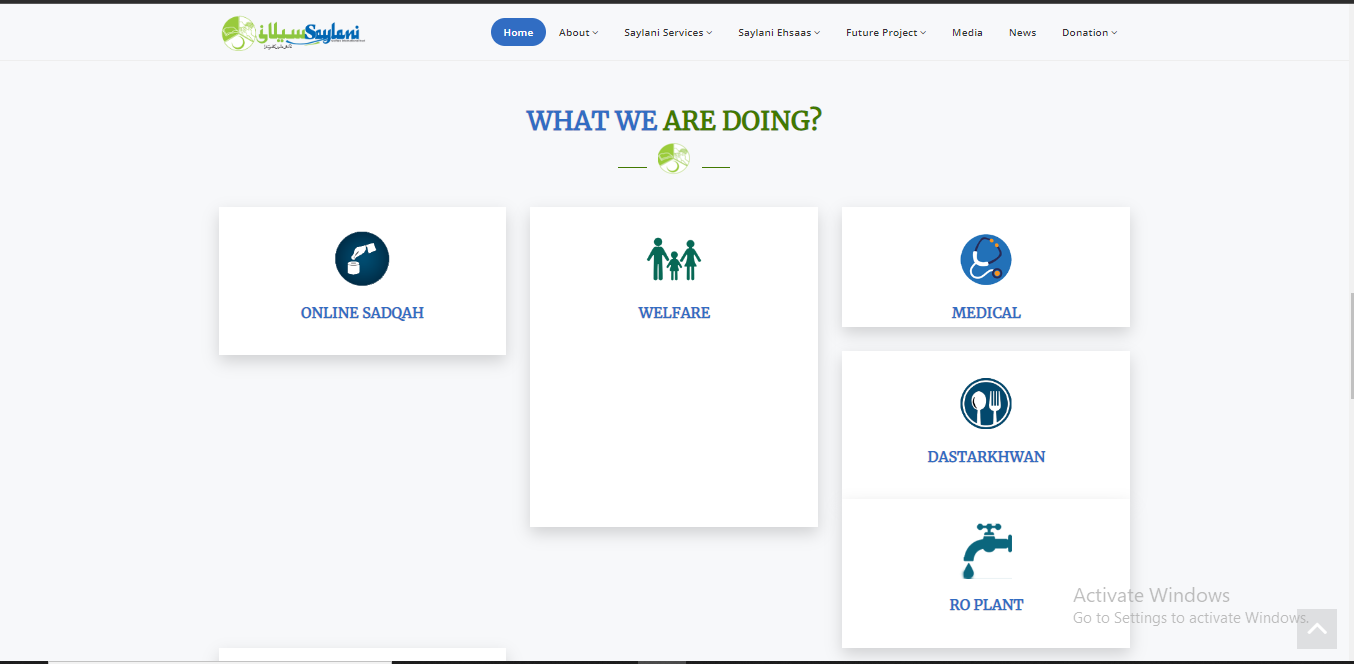 سیلانی Saylani
Home About Saylani Services Saylani Ehsaas Future Project Media News Donation
WHAT WE ARE DOING?
ONLINE SADQAH
WELFARE
MEDICAL
DASTARKHWAN
RO PLANT
Activate Windows
Go to Settings to activate Windows.